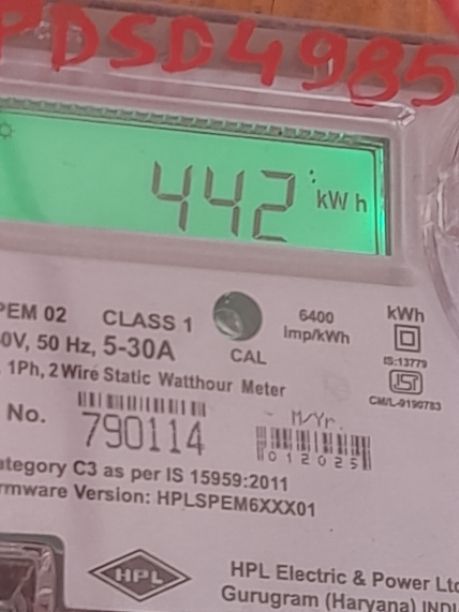 PDSD4985
442 kWh
PEM 02 CLASS 1
6400 imp/kWh
kWh
0V, 50 Hz, 5-30A
CAL
IS:13779
1Ph, 2 Wire Static Watthour Meter
ISI
CM/L-9190783
No. 790114
M/Yr.
012025
ategory C3 as per IS 15959:2011
rmware Version: HPLSPEM6XXX01
HPL
HPL Electric & Power Ltd
Gurugram (Haryana) INDI